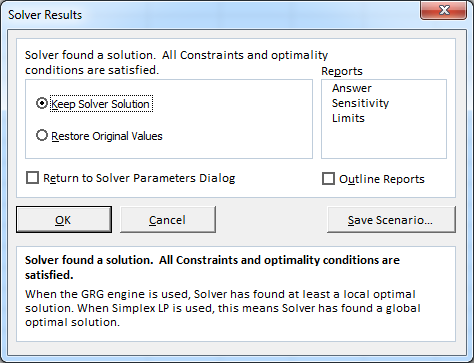 Solver Results
Solver found a solution.  All Constraints and optimality
conditions are satisfied.
Reports
Answer
Sensitivity
Limits
Keep Solver Solution
Restore Original Values
Return to Solver Parameters Dialog
Outline Reports
OK
Cancel
Save Scenario...
Solver found a solution.  All Constraints and optimality conditions are
satisfied.
When the GRG engine is used, Solver has found at least a local optimal
solution. When Simplex LP is used, this means Solver has found a global
optimal solution.